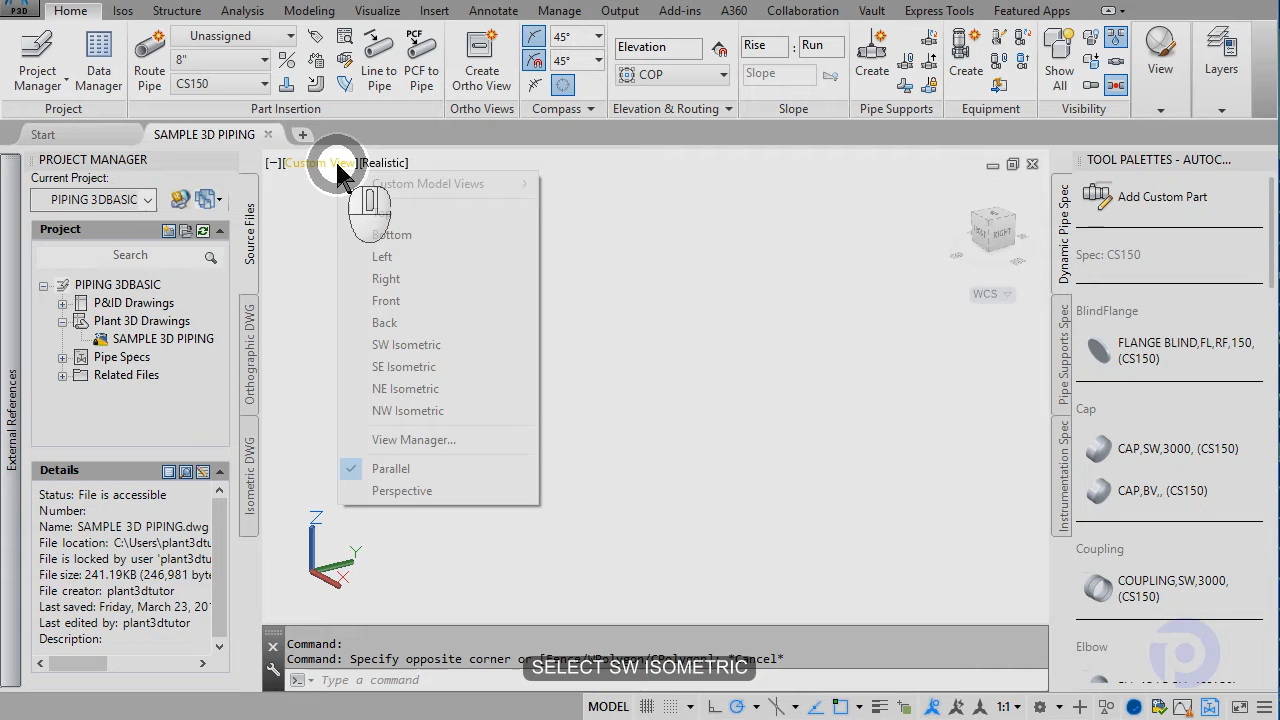 P3D
Home
Isos
Structure
Analysis
Modeling
Visualize
Insert
Annotate
Manage
Output
Add-ins
A360
Collaboration
Vault
Express Tools
Featured Apps
Project
Manager
Data
Manager
Project
Route
Pipe
Unassigned
8"
CS150
Line to
Pipe
PCF to
Pipe
Part Insertion
Create
Ortho View
Ortho Views
45°
45°
Compass
Elevation
COP
Elevation & Routing
Rise
: Run
Slope
Slope
Create
Pipe Supports
Create
Equipment
Show
All
Visibility
View
Layers
Start
SAMPLE 3D PIPING
PROJECT MANAGER
Current Project:
PIPING 3DBASIC
Project
Search
PIPING 3DBASIC
P&ID Drawings
Plant 3D Drawings
SAMPLE 3D PIPING
Pipe Specs
Related Files
Details
Status: File is accessible
Number:
Name: SAMPLE 3D PIPING.dwg
File location: C:\Users\plant3dtutor
File is locked by user 'plant3dtu
File size: 241.19KB (246,981 byte
File creator: plant3dtutor
Last saved: Friday, March 23, 20
Last edited by: plant3dtutor
Description:
External References
Source Files
Orthographic DWG
Isometric DWG
[−][Custom View][Realistic]
Custom Model Views
Bottom
Left
Right
Front
Back
SW Isometric
SE Isometric
NE Isometric
NW Isometric
View Manager...
Parallel
Perspective
RIGHT
WCS
Z
Y
X
Command:
Command: Specify opposite corner or [Fence/WPolygon/CPolygon]: *Cancel*
SELECT SW ISOMETRIC
Type a command
MODEL
1:1
TOOL PALETTES - AUTOC...
Dynamic Pipe Spec
Pipe Supports Spec
Instrumentation Spec
Add Custom Part
Spec: CS150
BlindFlange
FLANGE BLIND,FL,RF,150,
(CS150)
Cap
CAP,SW,3000, (CS150)
CAP,BV,, (CS150)
Coupling
COUPLING,SW,3000,
(CS150)
Elbow